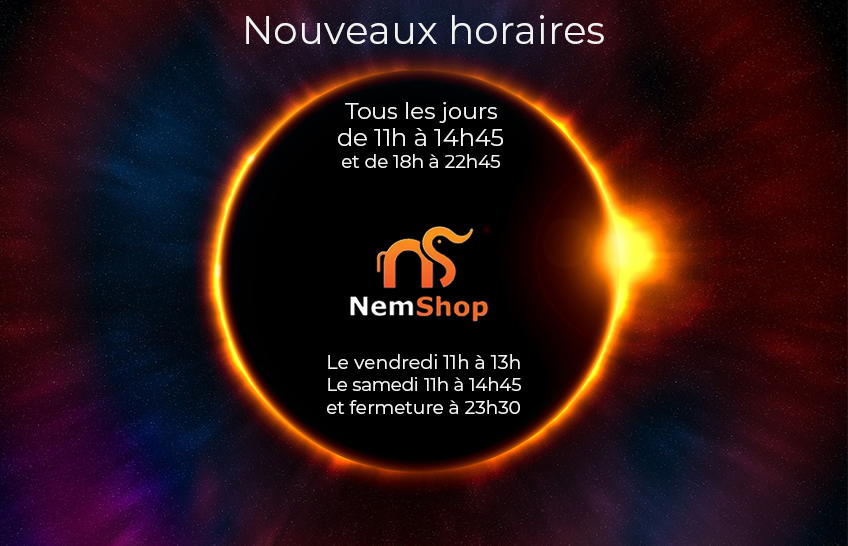 Nouveaux horaires
Tous les jours
de 11h à 14h45
et de 18h à 22h45
ns
NemShop
Le vendredi 11h à 13h
Le samedi 11h à 14h45
et fermeture à 23h30